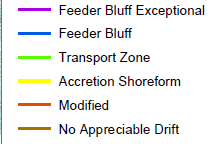 Feeder Bluff Exceptional
Feeder Bluff
Transport Zone
Accretion Shoreform
Modified
No Appreciable Drift